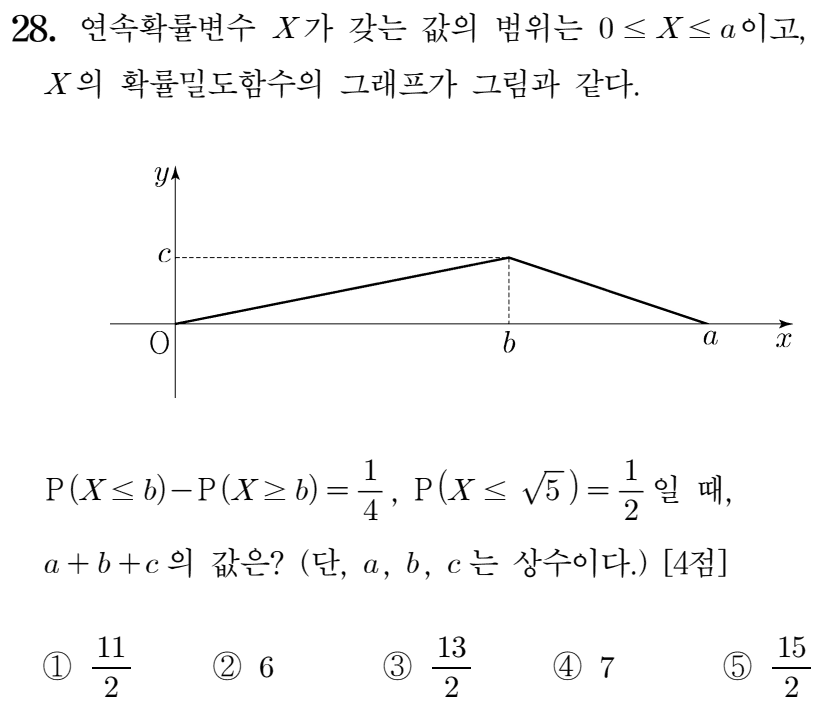 28. 연속확률변수 X가 갖는 값의 범위는 0 ≤ X ≤ a이고,
X의 확률밀도함수의 그래프가 그림과 같다.
y
c
O
b
a
x
P(X ≤ b) − P(X ≥ b) = 1/4, P(X ≤ √5) = 1/2 일 때,
a + b + c의 값은? (단, a, b, c는 상수이다.) [4점]
① 11/2 ② 6 ③ 13/2 ④ 7 ⑤ 15/2